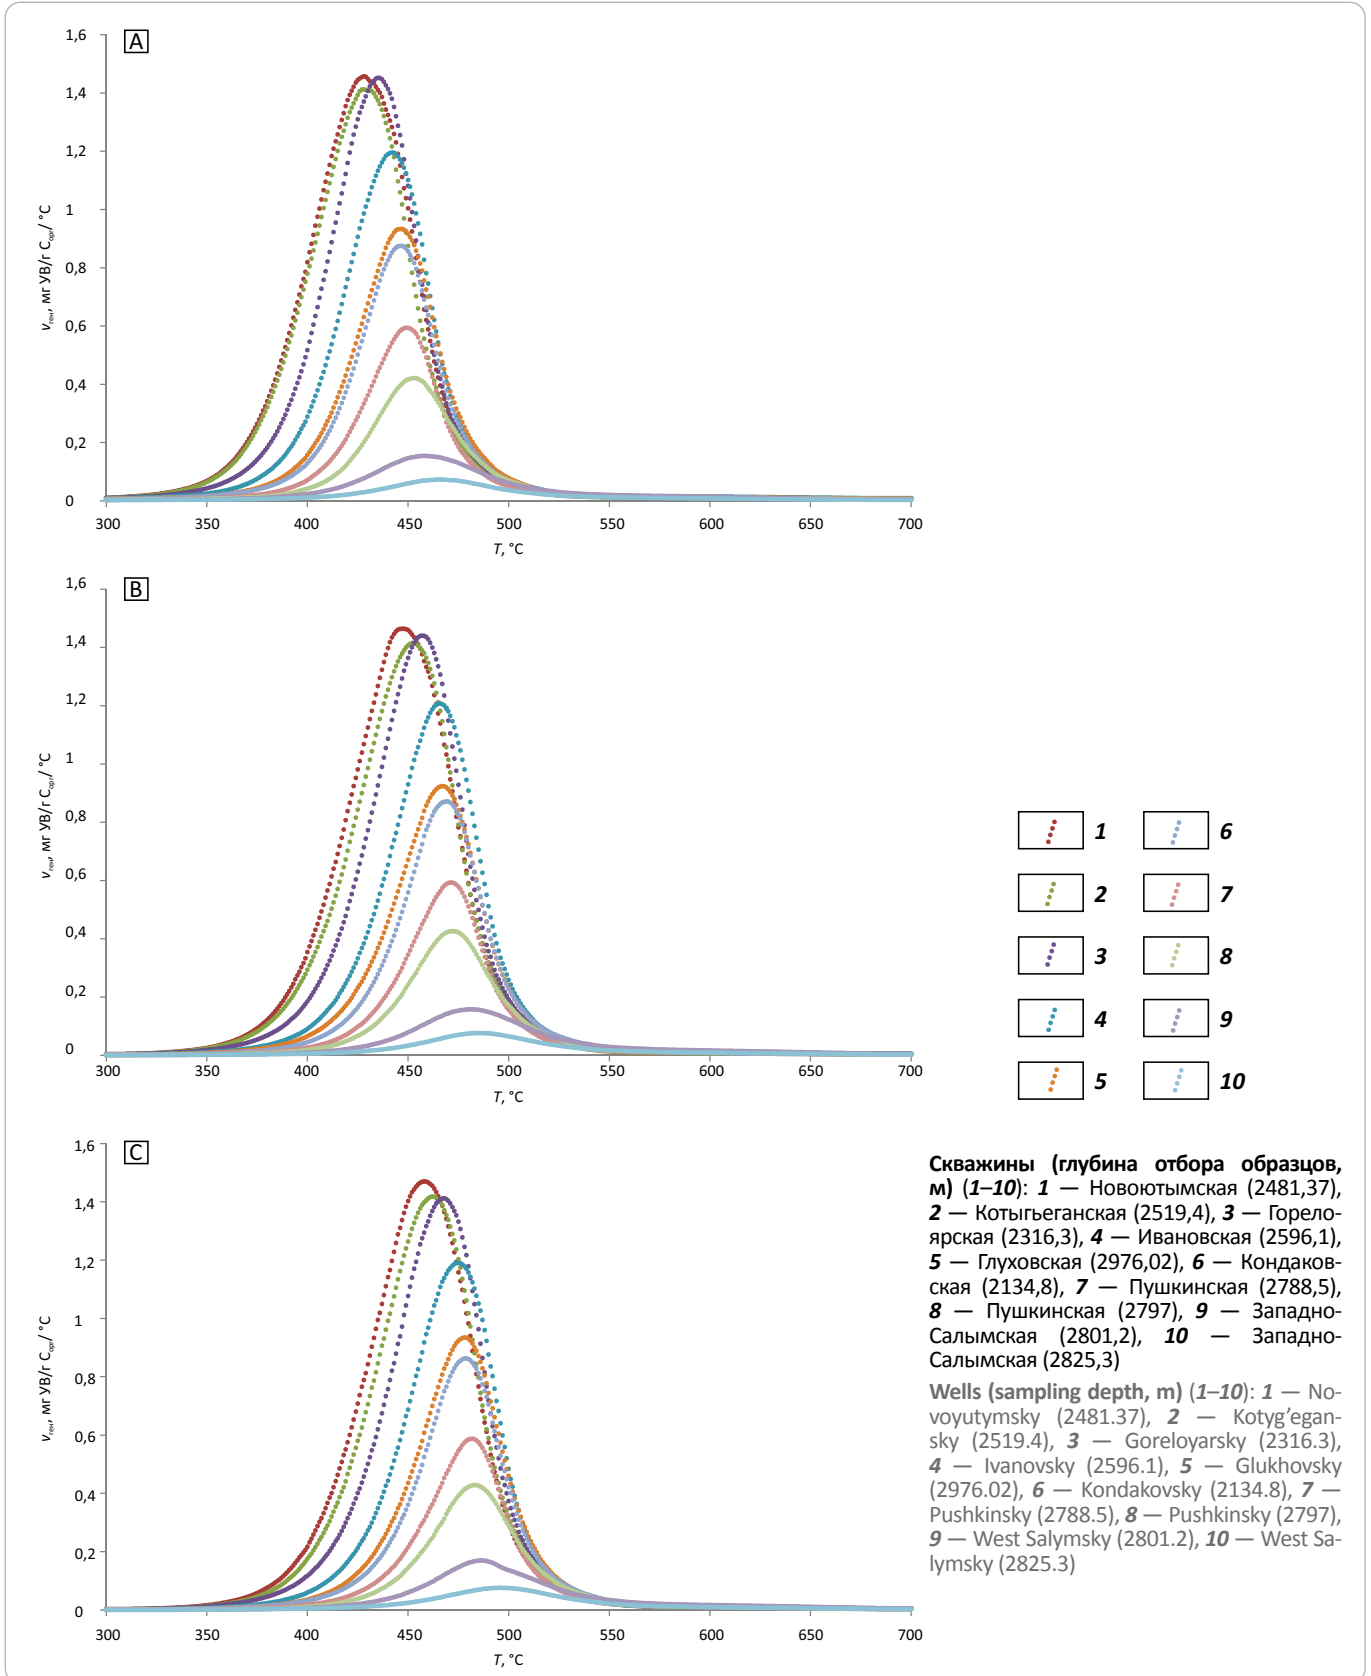 A
1,6
1,4
1,2
1
0,8
0,6
0,4
0,2
0
vген, мг УВ/г Cорг/ °C
300 350 400 450 500 550 600 650 700
T, °C
B
1,6
1,4
1,2
1
0,8
0,6
0,4
0,2
0
vген, мг УВ/г Cорг/ °C
300 350 400 450 500 550 600 650 700
T, °C
1 6
2 7
3 8
4 9
5 10
C
1,6
1,4
1,2
1
0,8
0,6
0,4
0,2
0
vген, мг УВ/г Cорг/ °C
300 350 400 450 500 550 600 650 700
T, °C
Скважины (глубина отбора образцов,
м) (1–10): 1 — Новоютымская (2481,37),
2 — Котыгьеганская (2519,4), 3 — Горело-
ярская (2316,3), 4 — Ивановская (2596,1),
5 — Глуховская (2976,02), 6 — Кондаков-
ская (2134,8), 7 — Пушкинская (2788,5),
8 — Пушкинская (2797), 9 — Западно-
Салымская (2801,2), 10 — Западно-
Салымская (2825,3)
Wells (sampling depth, m) (1–10): 1 — No-
voyutymsky (2481.37), 2 — Kotyg’egan-
sky (2519.4), 3 — Goreloyarsky (2316.3),
4 — Ivanovsky (2596.1), 5 — Glukhovsky
(2976.02), 6 — Kondakovsky (2134.8), 7 —
Pushkinsky (2788.5), 8 — Pushkinsky (2797),
9 — West Salymsky (2801.2), 10 — West Sa-
lymsky (2825.3)